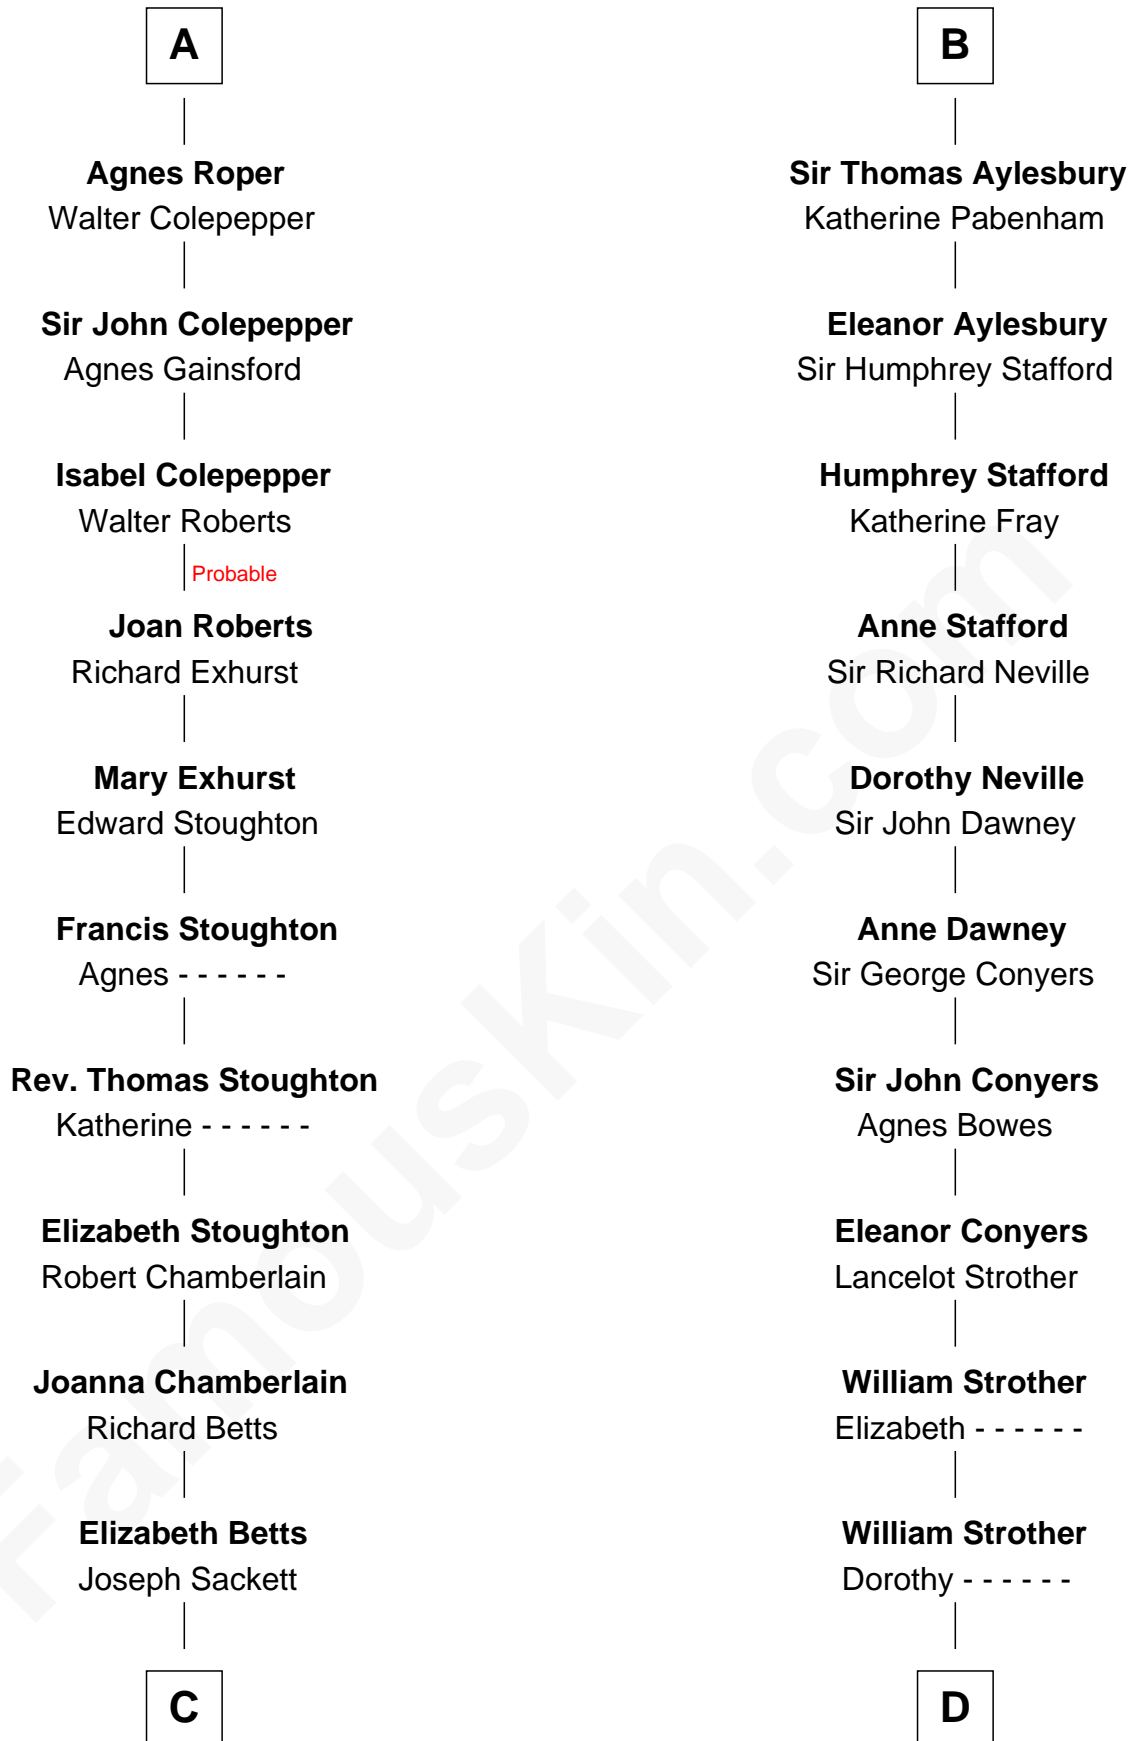 A
Agnes Roper
Walter Colepepper
Sir John Colepepper
Agnes Gainsford
Isabel Colepepper
Walter Roberts
Probable
Joan Roberts
Richard Exhurst
Mary Exhurst
Edward Stoughton
Francis Stoughton
Agnes - - - - - -
Rev. Thomas Stoughton
Katherine - - - - - -
Elizabeth Stoughton
Robert Chamberlain
Joanna Chamberlain
Richard Betts
Elizabeth Betts
Joseph Sackett
C
B
Sir Thomas Aylesbury
Katherine Pabenham
Eleanor Aylesbury
Sir Humphrey Stafford
Humphrey Stafford
Katherine Fray
Anne Stafford
Sir Richard Neville
Dorothy Neville
Sir John Dawney
Anne Dawney
Sir George Conyers
Sir John Conyers
Agnes Bowes
Eleanor Conyers
Lancelot Strother
William Strother
Elizabeth - - - - - -
William Strother
Dorothy - - - - - -
D
FamousKin.com